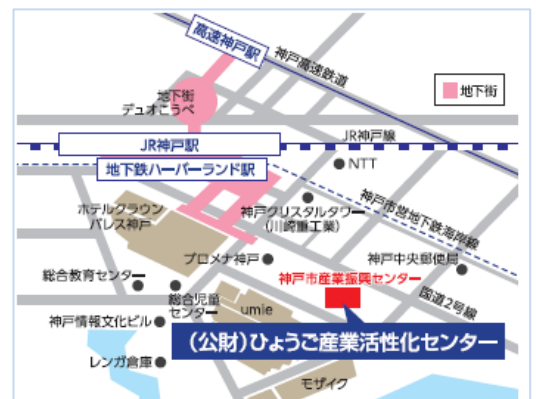 高速神戸駅
神戸高速鉄道
地下街
地下街
デュオこうべ
JR神戸線
JR神戸駅
NTT
地下鉄ハーバーランド駅
神戸市営地下鉄海岸線
ホテルクラウン
パレス神戸
神戸クリスタルタワー
(川崎重工業)
プロメナ神戸
神戸中央郵便局
総合教育センター
神戸市産業振興センター
総合児童
センター
umie
国道2号線
神戸情報文化ビル
(公財)ひょうご産業活性化センター
レンガ倉庫
モザイク